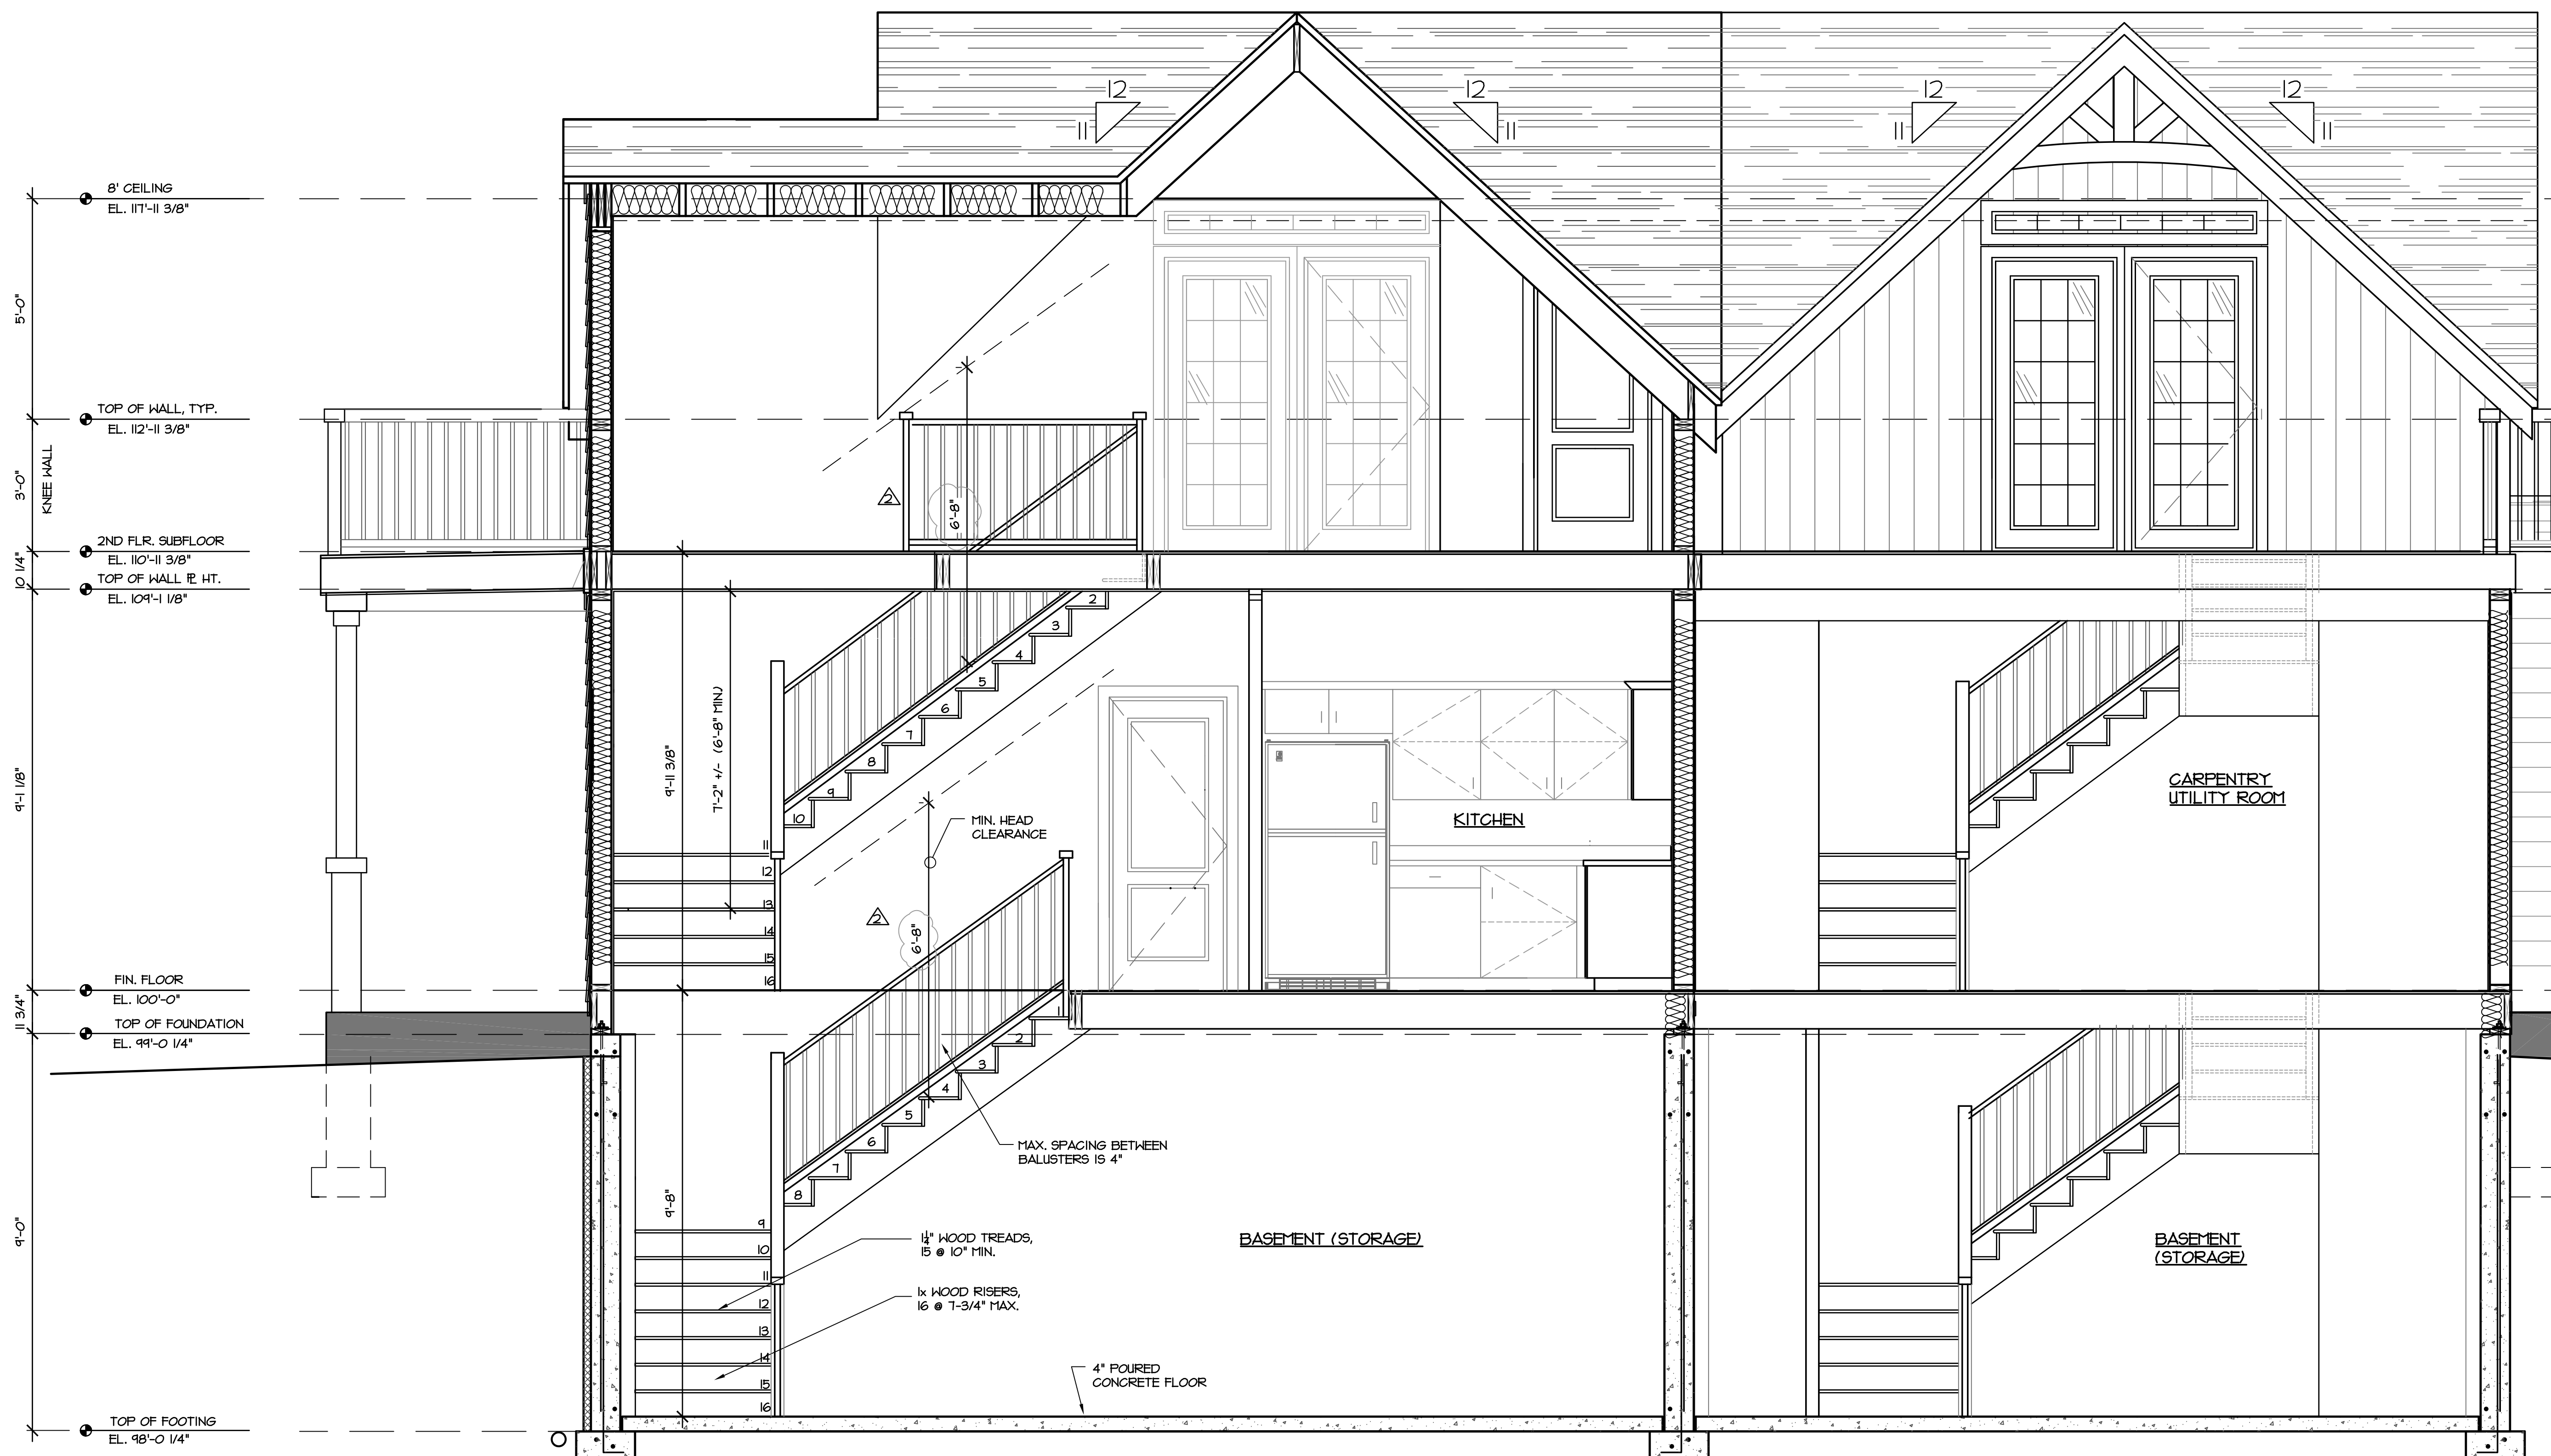 12
11
12
11
12
11
12
11
8' CEILING
EL. 117'-11 3/8"
5'-0"
TOP OF WALL, TYP.
EL. 112'-11 3/8"
3'-0"
KNEE WALL
2
6'-8"
2ND FLR. SUBFLOOR
EL. 110'-11 3/8"
10 1/4"
TOP OF WALL PL HT.
EL. 109'-1 1/8"
9'-1 1/8"
9'-11 3/8"
7'-2" +/- (6'-8" MIN.)
2
3
4
5
6
7
8
9
10
11
12
13
14
15
16
MIN. HEAD
CLEARANCE
2
6'-8"
KITCHEN
CARPENTRY
UTILITY ROOM
FIN. FLOOR
EL. 100'-0"
11 3/4"
TOP OF FOUNDATION
EL. 99'-0 1/4"
9'-0"
9'-8"
1
2
3
4
5
6
7
8
9
10
11
12
13
14
15
16
MAX. SPACING BETWEEN
BALUSTERS IS 4"
1¼" WOOD TREADS,
15 @ 10" MIN.
1x WOOD RISERS,
16 @ 7-3/4" MAX.
BASEMENT (STORAGE)
BASEMENT
(STORAGE)
4" POURED
CONCRETE FLOOR
TOP OF FOOTING
EL. 98'-0 1/4"